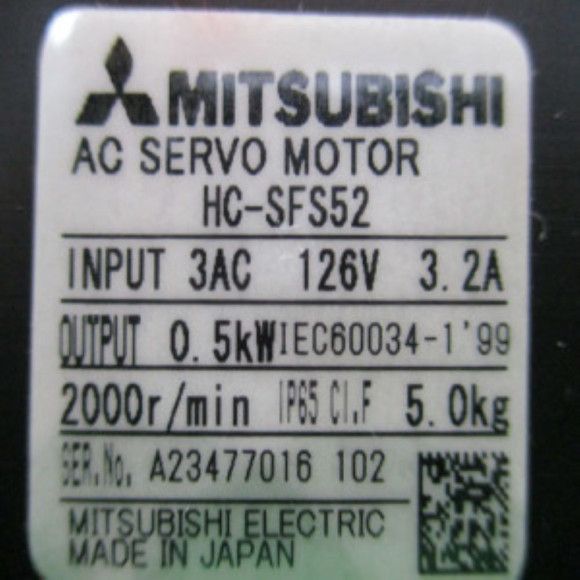 MITSUBISHI
AC SERVO MOTOR
HC-SFS52
INPUT 3AC 126V 3.2A
OUTPUT 0.5kW IEC60034-1'99
2000r/min IP65 CI.F 5.0kg
SER.No. A23477016 102
MITSUBISHI ELECTRIC
MADE IN JAPAN